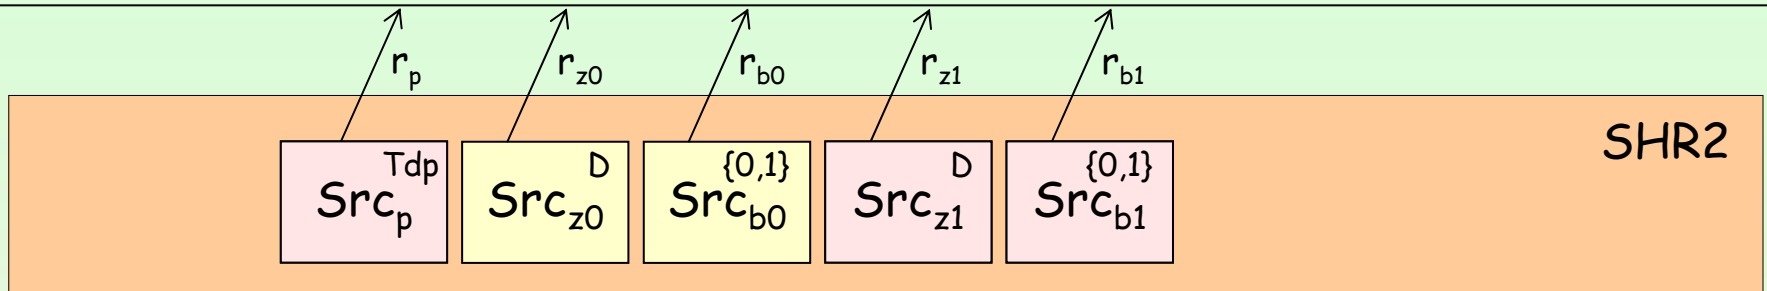 r_p r_z0 r_b0 r_z1 r_b1
SHR2
Src_p^Tdp Src_z0^D Src_b0^{0,1} Src_z1^D Src_b1^{0,1}